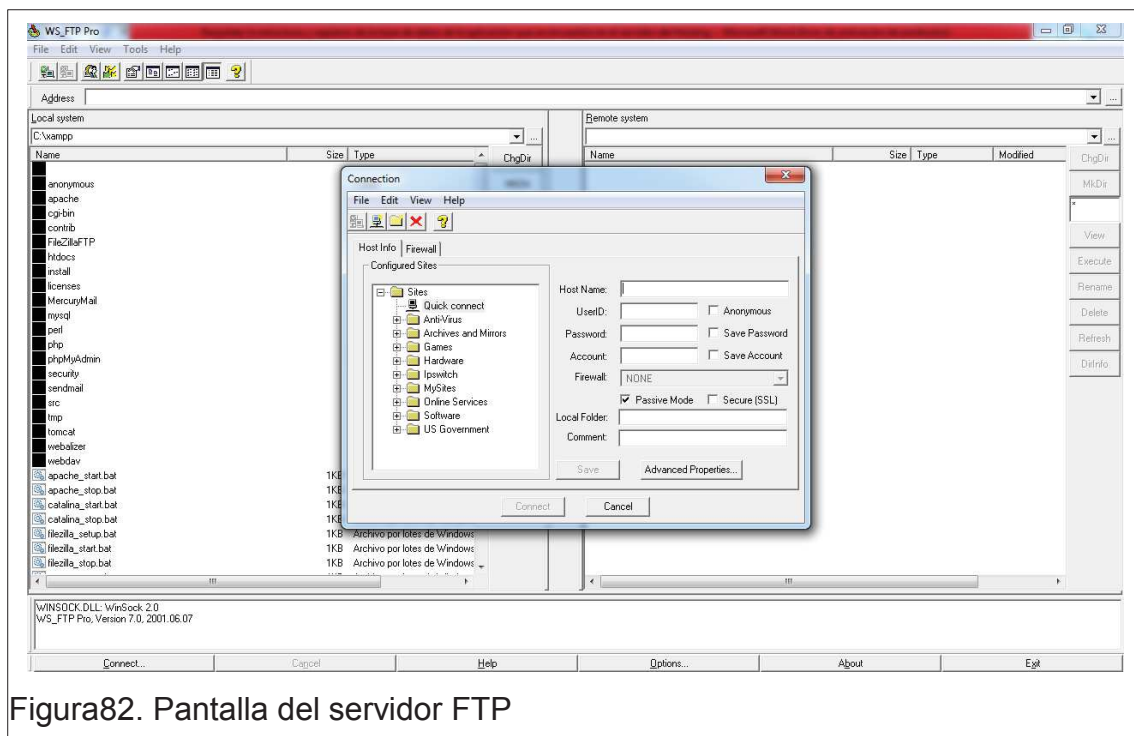 WS_FTP Pro
File Edit View Tools Help
Address
Local system
C:\xampp
Name Size Type
ChgDir
anonymous
apache
cgi-bin
contrib
FileZillaFTP
htdocs
install
licenses
MercuryMail
mysql
perl
php
phpMyAdmin
security
sendmail
src
tmp
tomcat
webalizer
webdav
apache_start.bat 1KB
apache_stop.bat 1KB
catalina_start.bat 1KB
catalina_stop.bat 1KB
filezilla_setup.bat 1KB Archivo por lotes de Windows
filezilla_start.bat 1KB Archivo por lotes de Windows
filezilla_stop.bat 1KB Archivo por lotes de Windows
Remote system
Name Size Type Modified
ChgDir
MkDir
*
View
Execute
Rename
Delete
Refresh
DirInfo
Connection
File Edit View Help
Host Info Firewall
Configured Sites
Sites
Quick connect
Anti-Virus
Archives and Mirrors
Games
Hardware
Ipswitch
MySites
Online Services
Software
US Government
Host Name:
UserID: Anonymous
Password: Save Password
Account: Save Account
Firewall: NONE
Passive Mode Secure (SSL)
Local Folder:
Comment:
Save Advanced Properties...
Connect Cancel
WINSOCK.DLL: WinSock 2.0
WS_FTP Pro, Version 7.0, 2001.06.07
Connect... Cancel Help Options... About Exit
Figura82. Pantalla del servidor FTP